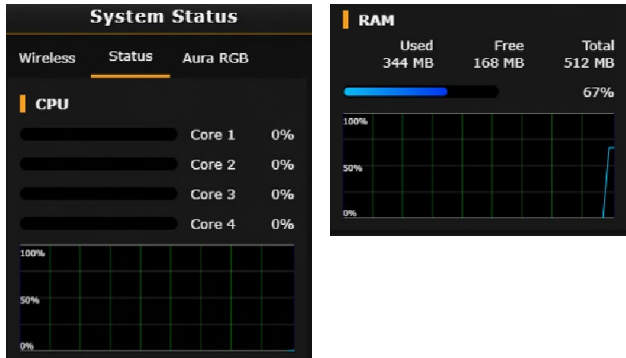 System Status
Wireless Status Aura RGB
CPU
Core 1 0%
Core 2 0%
Core 3 0%
Core 4 0%
100%
50%
0%
RAM
Used Free Total
344 MB 168 MB 512 MB
67%
100%
50%
0%